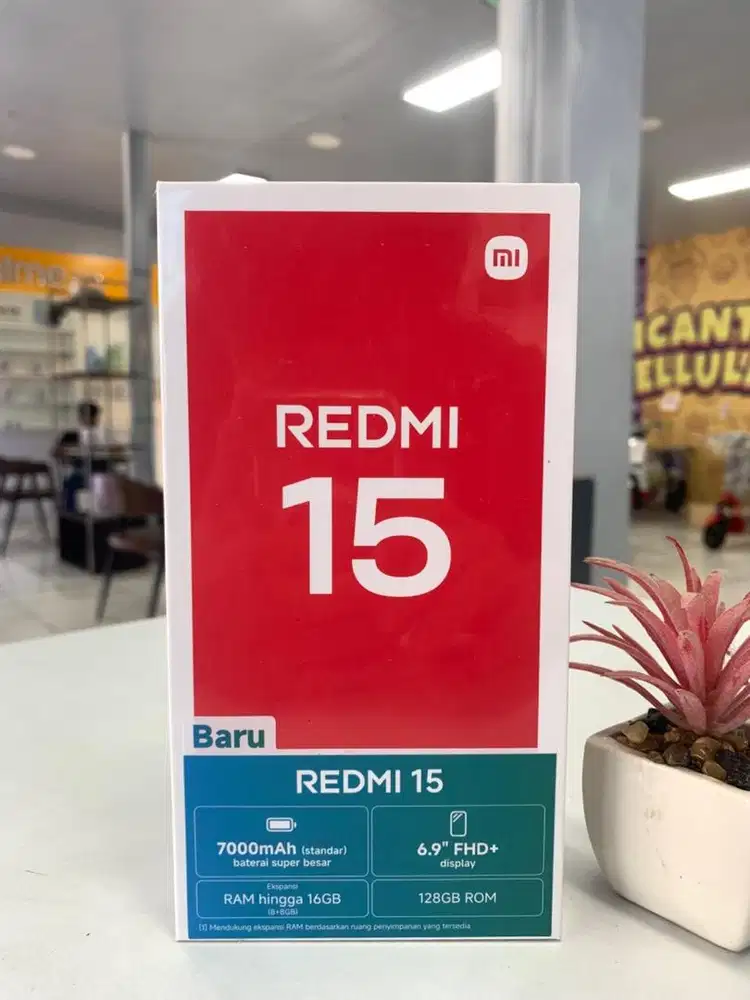 mi
REDMI
15
Baru
REDMI 15
7000mAh (standar)
baterai super besar
6.9" FHD+
display
Ekspansi
RAM hingga 16GB
(8+8GB)
128GB ROM
[1] Mendukung ekspansi RAM berdasarkan ruang penyimpanan yang tersedia